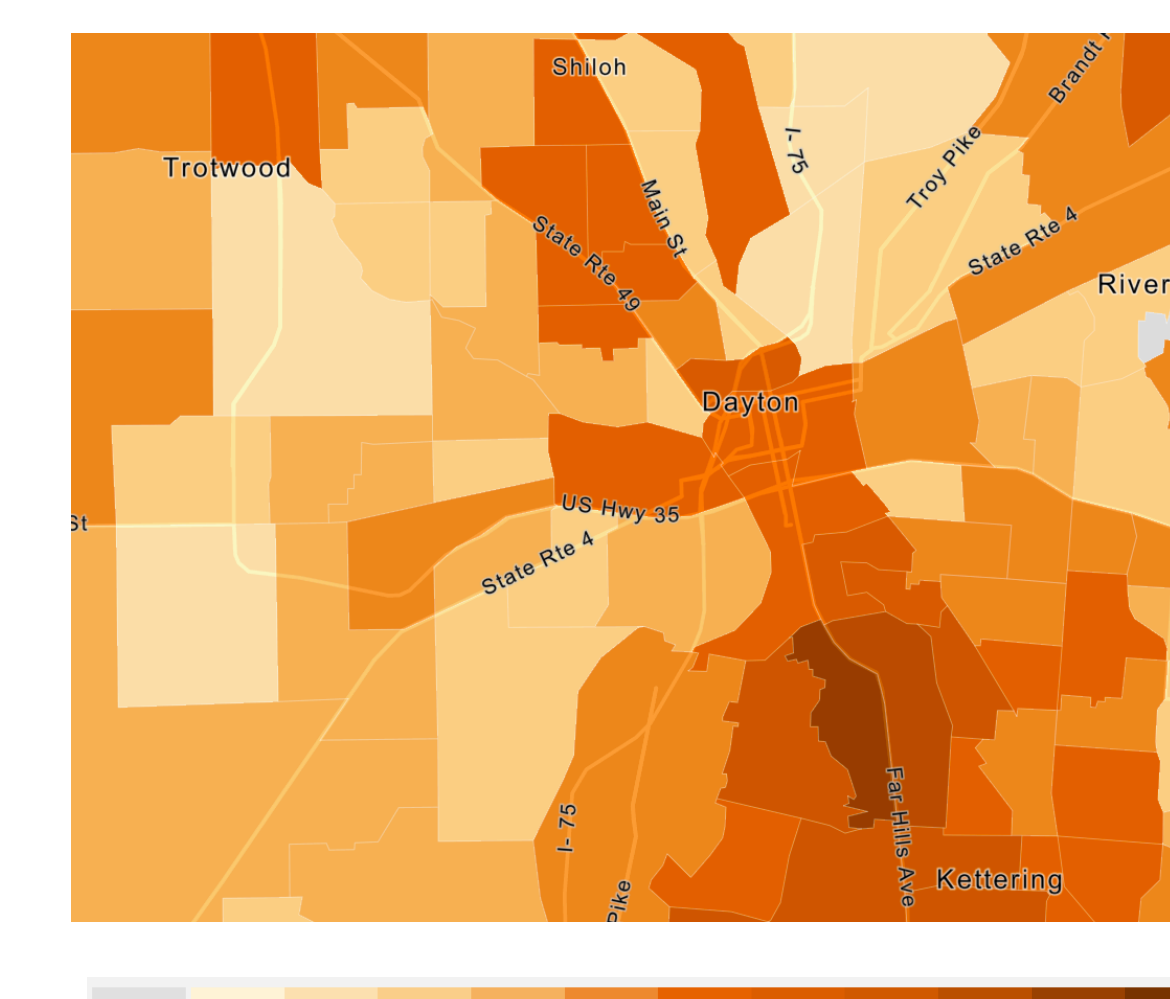 Shiloh
Brandt
I- 75
Troy Pike
Trotwood
Main St
State Rte 49
State Rte 4
River
Dayton
US Hwy 35
St
State Rte 4
Far Hills Ave
I- 75
Kettering
Pike